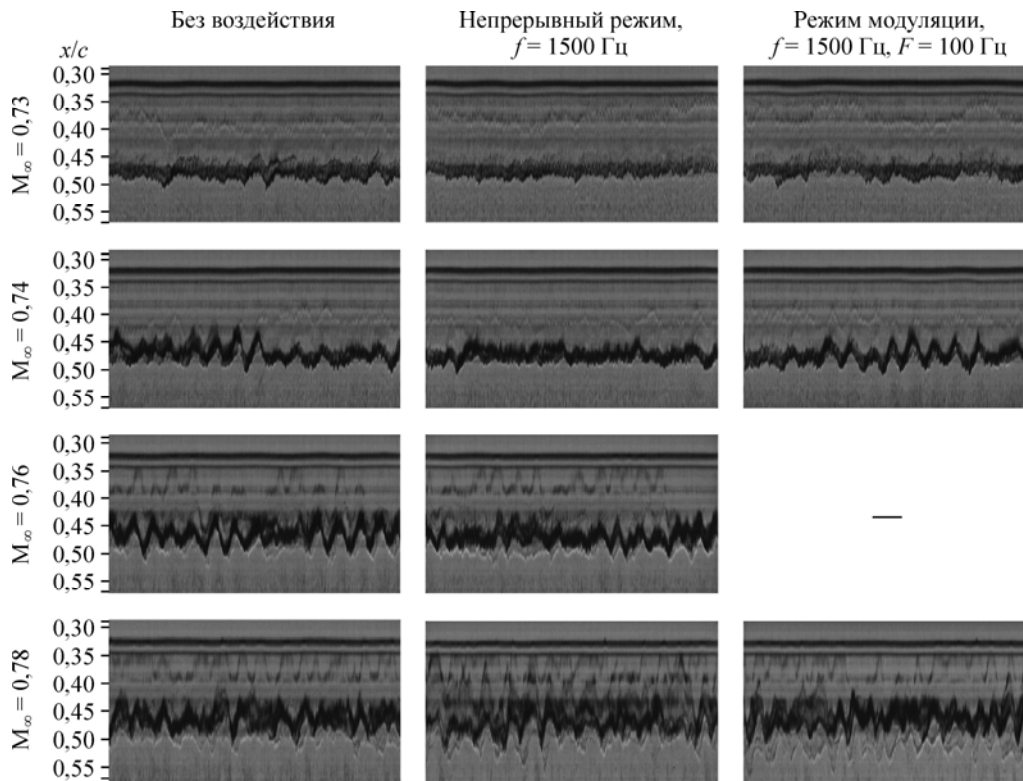 Без воздействия
Непрерывный режим,
f = 1500 Гц
Режим модуляции,
f = 1500 Гц, F = 100 Гц
x/c
M∞ = 0,73
0,30
0,35
0,40
0,45
0,50
0,55
M∞ = 0,74
0,30
0,35
0,40
0,45
0,50
0,55
M∞ = 0,76
0,30
0,35
0,40
0,45
0,50
0,55
—
M∞ = 0,78
0,30
0,35
0,40
0,45
0,50
0,55